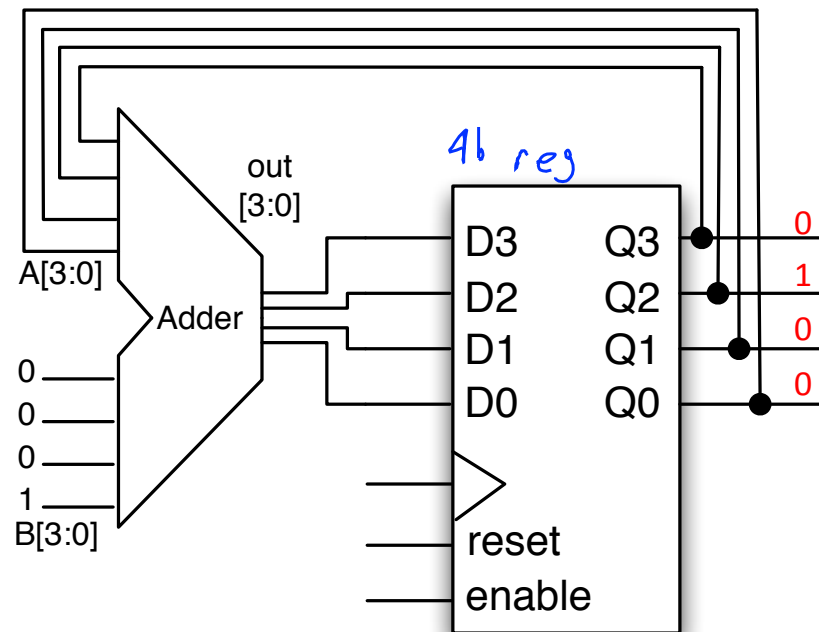 4b reg
out
[3:0]
A[3:0]
Adder
0
0
0
1
B[3:0]
D3 Q3 0
D2 Q2 1
D1 Q1 0
D0 Q0 0
reset
enable